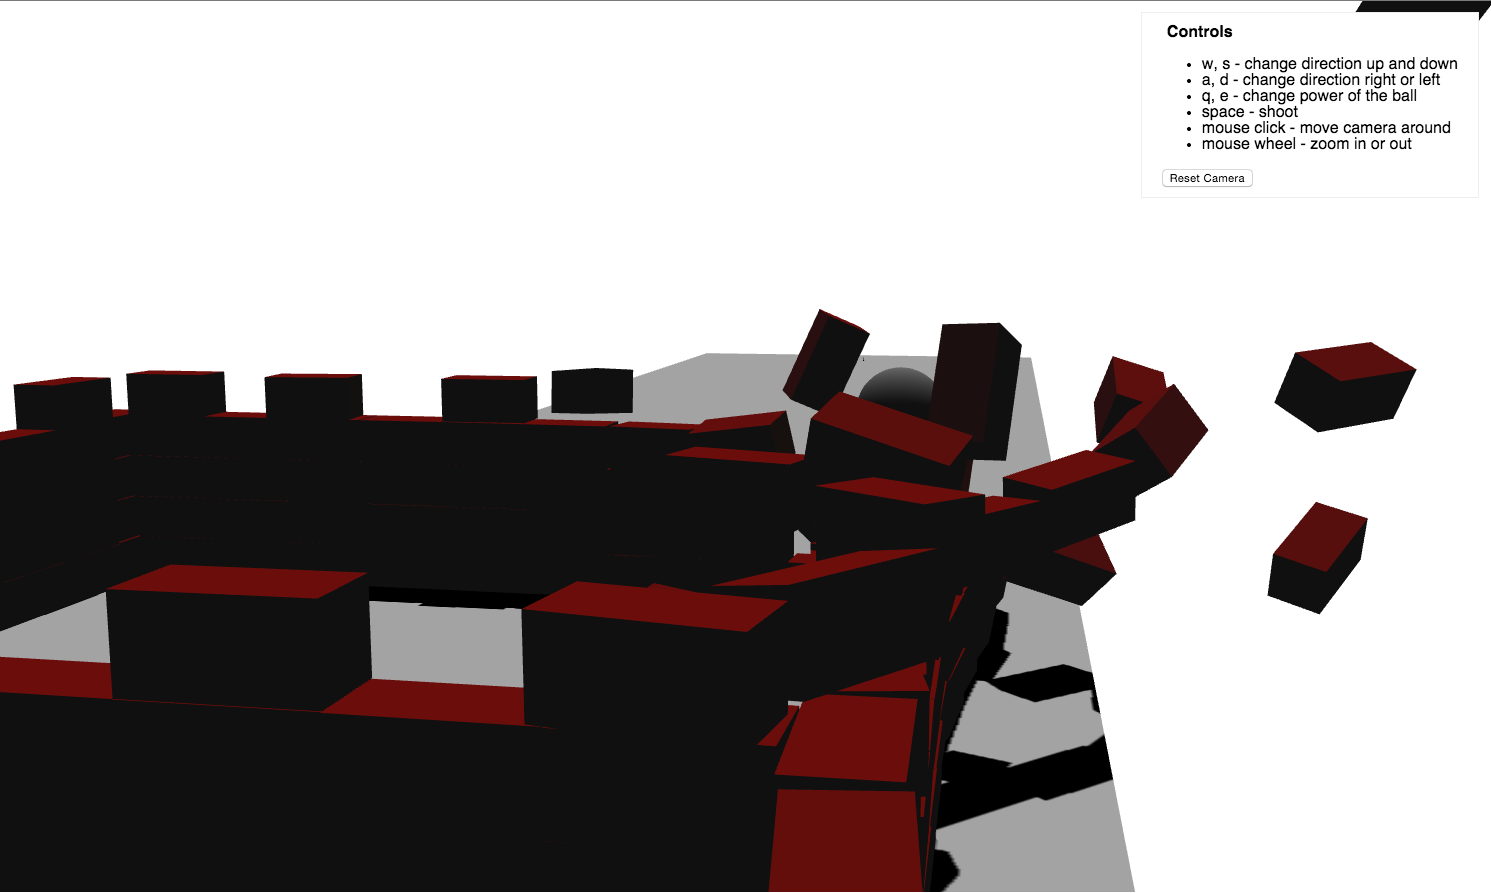 Controls
w, s - change direction up and down
a, d - change direction right or left
q, e - change power of the ball
space - shoot
mouse click - move camera around
mouse wheel - zoom in or out
Reset Camera